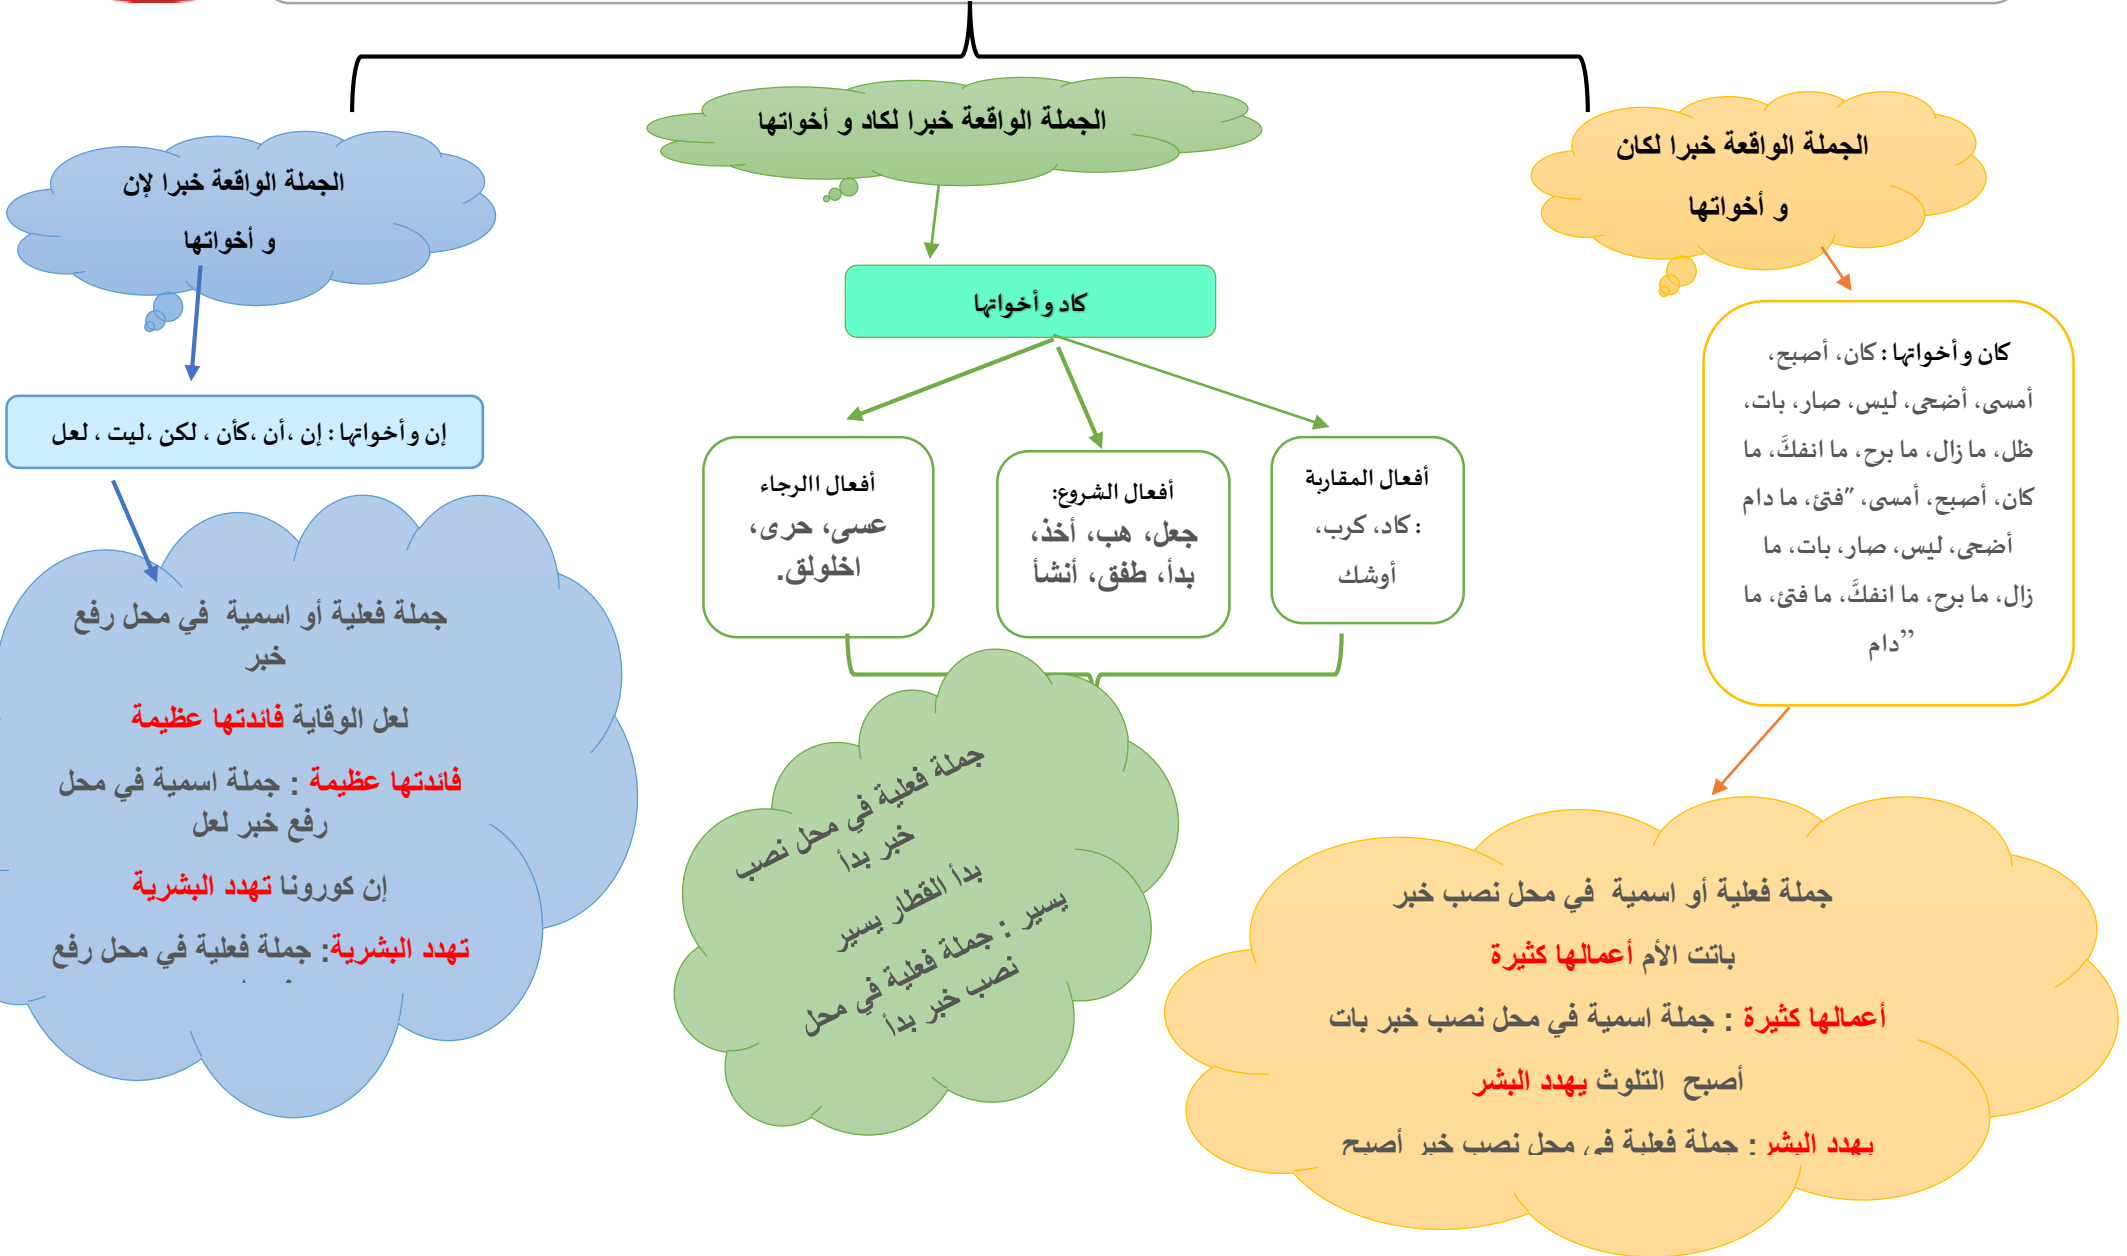 الجملة الواقعة خبرا لكان
و أخواتها
كان و أخواتها : كان، أصبح،
أمسى، أضحى، ليس، صار، بات،
ظل، ما زال، ما برح، ما انفكَّ، ما
كان، أصبح، أمسى، ”فتئ، ما دام
أضحى، ليس، صار، بات، ما
زال، ما برح، ما انفكَّ، ما فتئ، ما
’’دام
جملة فعلية أو اسمية في محل نصب خبر
باتت الأم أعمالها كثيرة
أعمالها كثيرة : جملة اسمية في محل نصب خبر بات
أصبح التلوث يهدد البشر
يهدد البشر : جملة فعلية في محل نصب خبر أصبح
الجملة الواقعة خبرا لكاد و أخواتها
كاد و أخواتها
أفعال المقاربة
: كاد، كرب،
أوشك
أفعال الشروع:
جعل، هب، أخذ،
بدأ، طفق، أنشأ
أفعال االرجاء
عسى، حرى،
اخلولق.
جملة فعلية في محل نصب
خبر بدأ
بدأ القطار يسير
يسير : جملة فعلية في محل
نصب خبر بدأ
الجملة الواقعة خبرا لإن
و أخواتها
إن و أخواتها : إن ،أن ،كأن ، لكن ،ليت ، لعل
جملة فعلية أو اسمية في محل رفع
خبر
لعل الوقاية فائدتها عظيمة
فائدتها عظيمة : جملة اسمية في محل
رفع خبر لعل
إن كورونا تهدد البشرية
تهدد البشرية: جملة فعلية في محل رفع